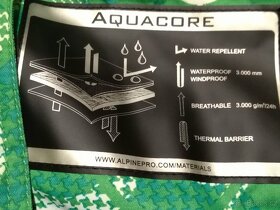 AQUACORE
WATER REPELLENT
WATERPROOF 3.000 mm
WINDPROOF
BREATHABLE 3.000 g/m²/24h
THERMAL BARRIER
WWW.ALPINEPRO.COM/MATERIALS